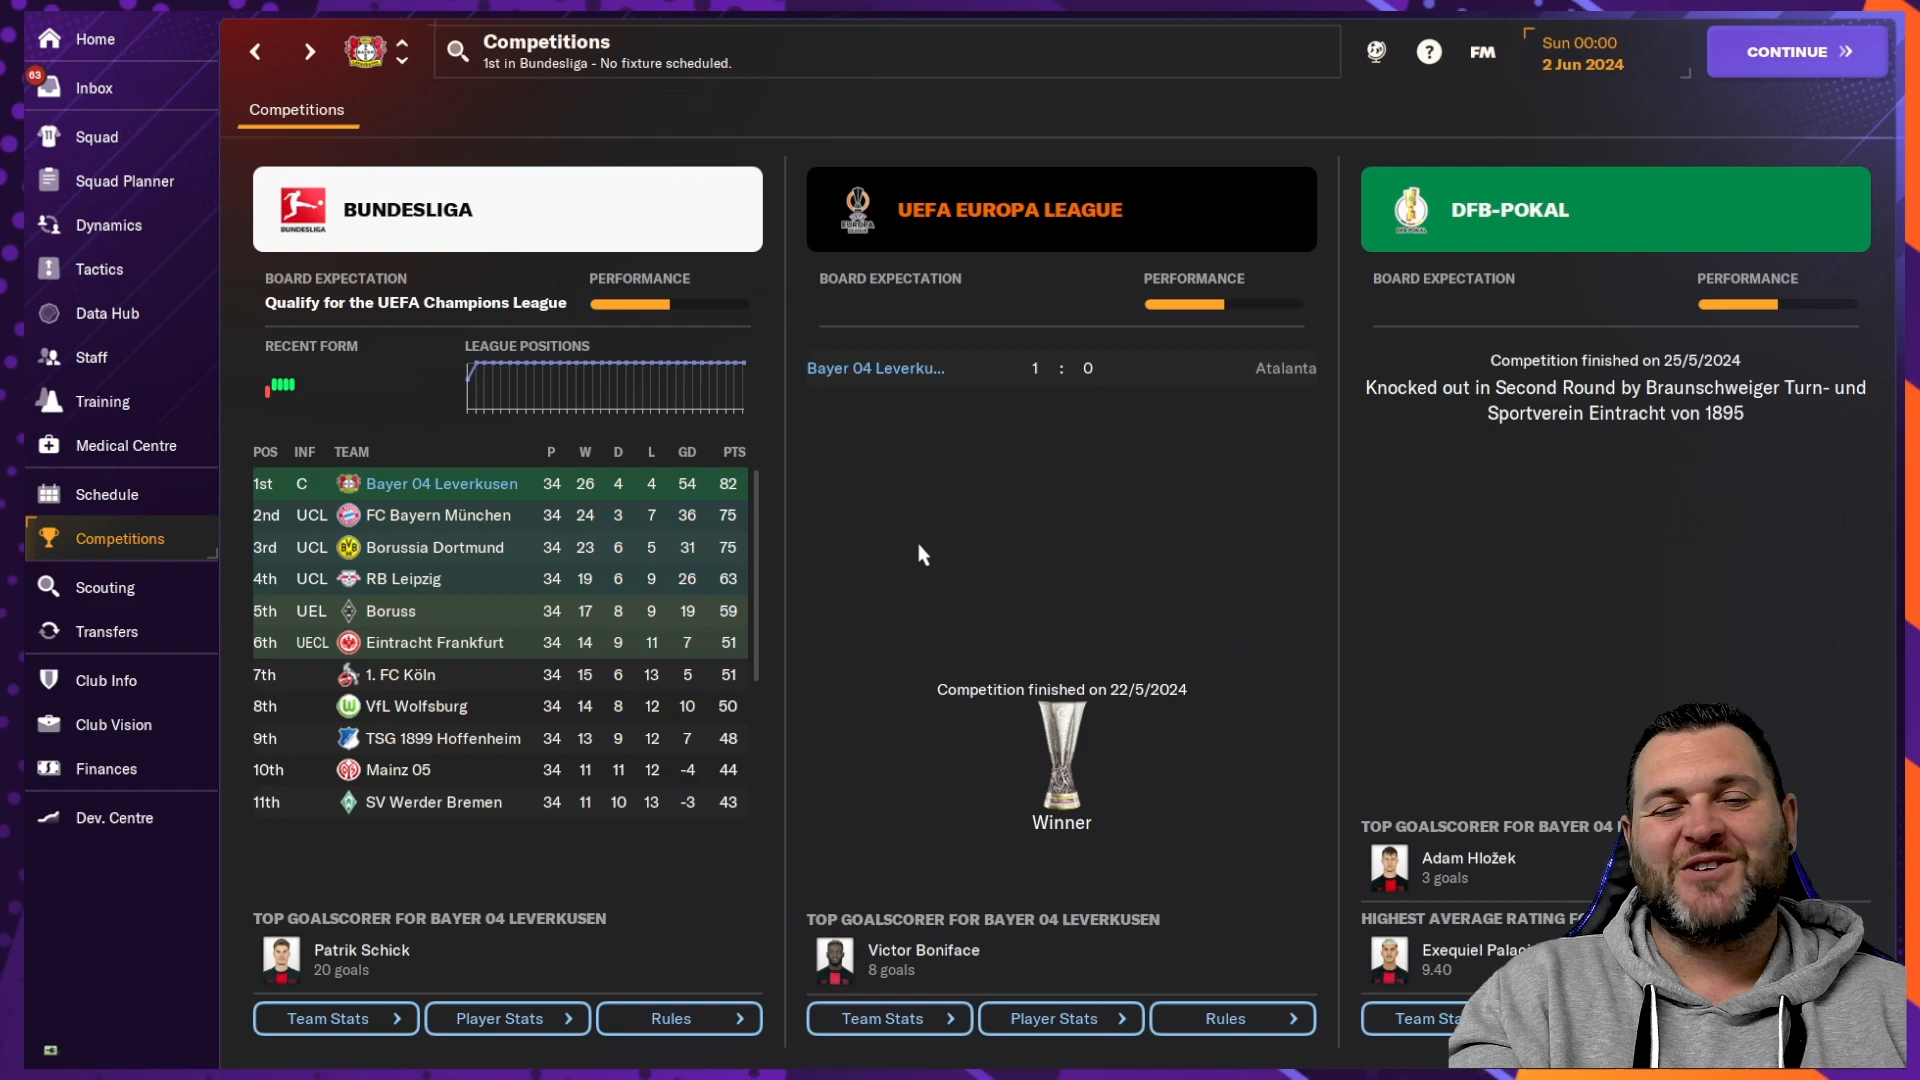 Home
63
Inbox
Squad
Squad Planner
Dynamics
Tactics
Data Hub
Staff
Training
Medical Centre
Schedule
Competitions
Scouting
Transfers
Club Info
Club Vision
Finances
Dev. Centre
Competitions
1st in Bundesliga - No fixture scheduled.
?
FM
Sun 00:00
2 Jun 2024
CONTINUE
Competitions
BUNDESLIGA
BUNDESLIGA
BOARD EXPECTATION PERFORMANCE
Qualify for the UEFA Champions League
RECENT FORM LEAGUE POSITIONS
POS INF TEAM P W D L GD PTS
1st C Bayer 04 Leverkusen 34 26 4 4 54 82
2nd UCL FC Bayern München 34 24 3 7 36 75
3rd UCL Borussia Dortmund 34 23 6 5 31 75
4th UCL RB Leipzig 34 19 6 9 26 63
5th UEL Boruss 34 17 8 9 19 59
6th UECL Eintracht Frankfurt 34 14 9 11 7 51
7th 1. FC Köln 34 15 6 13 5 51
8th VfL Wolfsburg 34 14 8 12 10 50
9th TSG 1899 Hoffenheim 34 13 9 12 7 48
10th Mainz 05 34 11 11 12 -4 44
11th SV Werder Bremen 34 11 10 13 -3 43
TOP GOALSCORER FOR BAYER 04 LEVERKUSEN
Patrik Schick
20 goals
Team Stats Player Stats Rules
EUROPA
UEFA EUROPA LEAGUE
BOARD EXPECTATION PERFORMANCE
Bayer 04 Leverku... 1 : 0 Atalanta
Competition finished on 22/5/2024
Winner
TOP GOALSCORER FOR BAYER 04 LEVERKUSEN
Victor Boniface
8 goals
Team Stats Player Stats Rules
DFB-POKAL
BOARD EXPECTATION PERFORMANCE
Competition finished on 25/5/2024
Knocked out in Second Round by Braunschweiger Turn- und
Sportverein Eintracht von 1895
TOP GOALSCORER FOR BAYER 04
Adam Hložek
3 goals
HIGHEST AVERAGE RATING
Exequiel Palaci
9.40
Team Sta